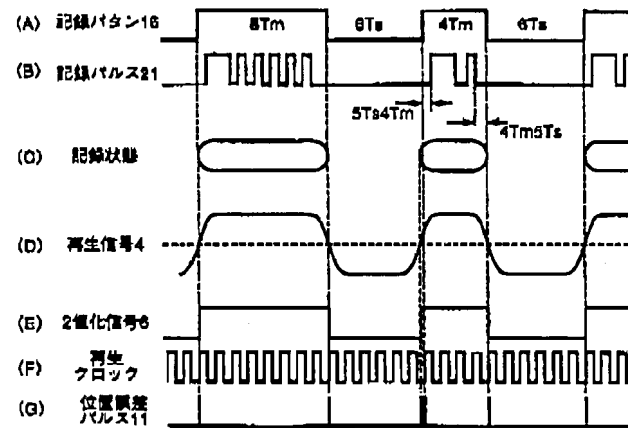 (A) 記録パタン16 8Tm 6Ts 4Tm 6Ts
(B) 記録パルス21
5Ts4Tm
4Tm5Ts
(C) 記録状態
(D) 再生信号4
(E) 2値化信号6
(F) 再生
クロック
(G) 位置誤差
パルス11